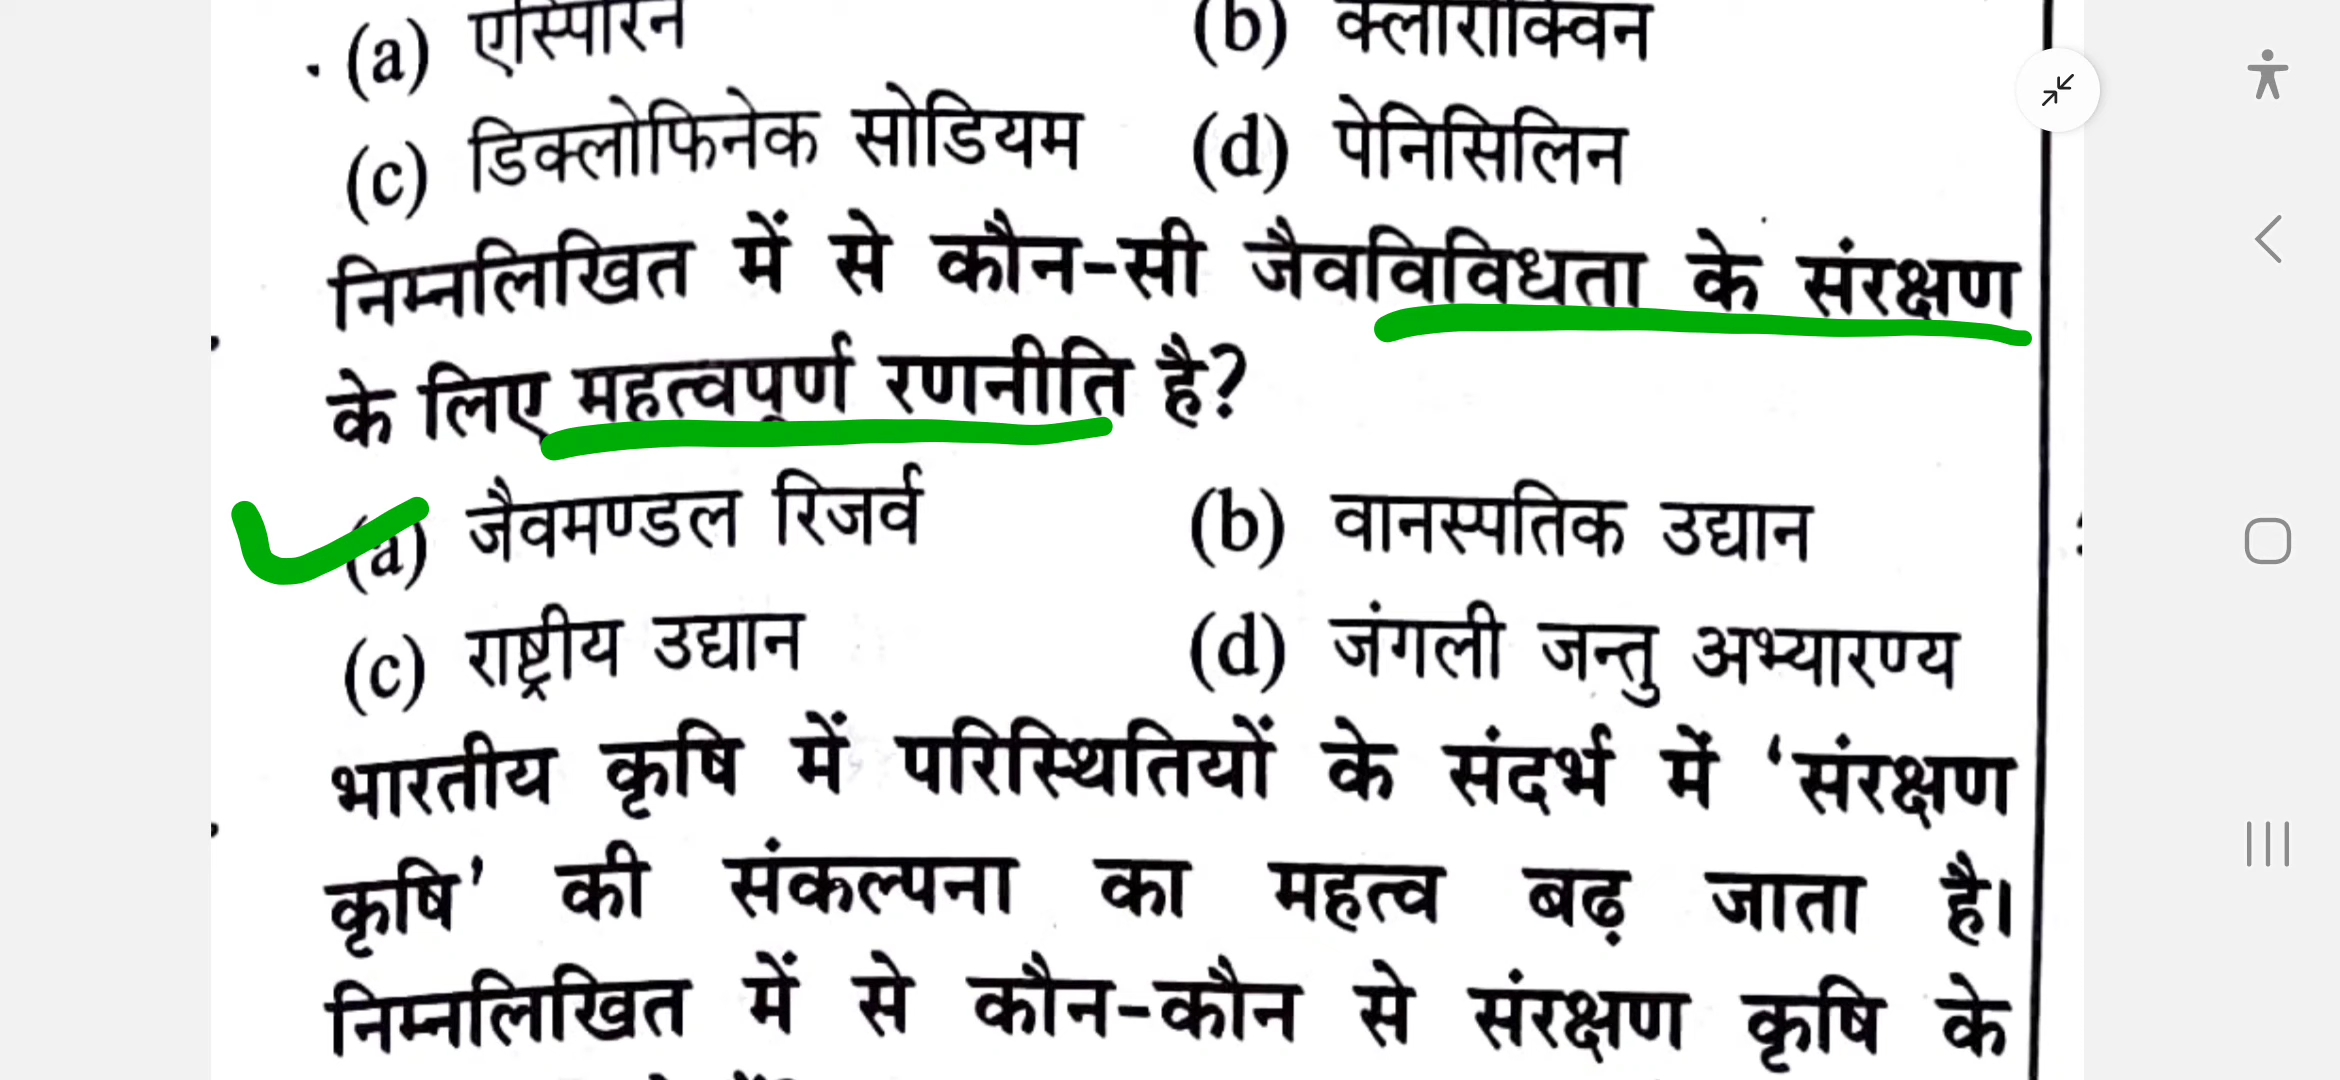 (a) एस्पिरिन (b) क्लोरोक्विन
(c) डिक्लोफिनेक सोडियम (d) पेनिसिलिन
निम्नलिखित में से कौन-सी जैवविविधता के संरक्षण
के लिए महत्वपूर्ण रणनीति है?
(a) जैवमण्डल रिजर्व (b) वानस्पतिक उद्यान
(c) राष्ट्रीय उद्यान (d) जंगली जन्तु अभ्यारण्य
भारतीय कृषि में परिस्थितियों के संदर्भ में 'संरक्षण
कृषि' की संकल्पना का महत्व बढ़ जाता है।
निम्नलिखित में से कौन-कौन से संरक्षण कृषि के